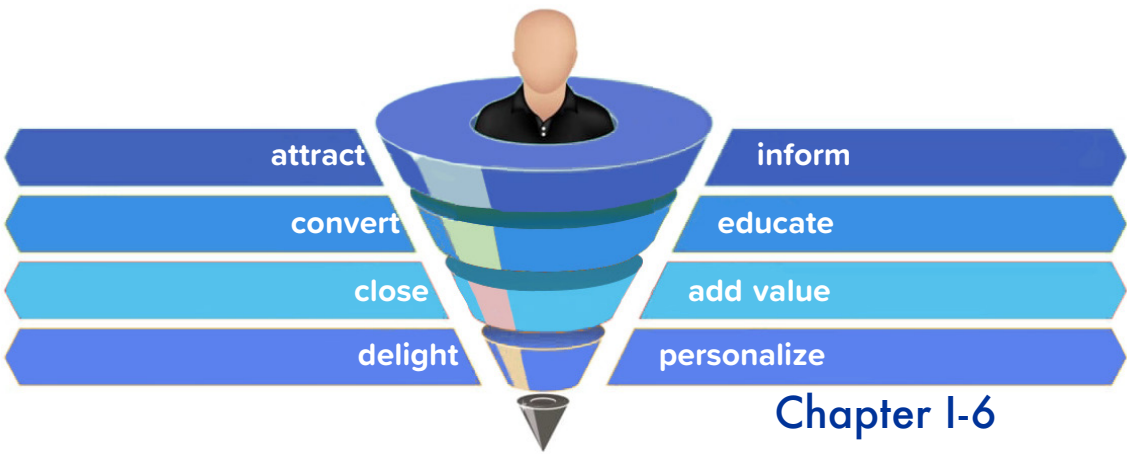 attract inform
convert educate
close add value
delight personalize
Chapter I-6